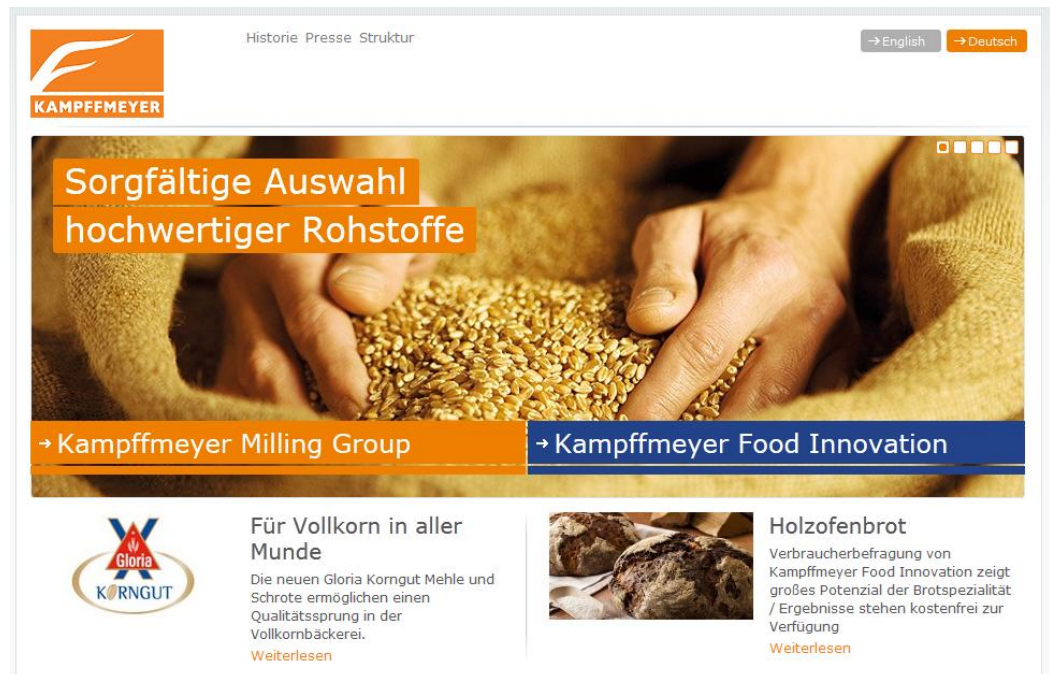 Historie Presse Struktur
→English
→Deutsch
KAMPFFMEYER
Sorgfältige Auswahl
hochwertiger Rohstoffe
→Kampffmeyer Milling Group
→Kampffmeyer Food Innovation
Gloria
KORNGUT
Für Vollkorn in aller
Munde
Die neuen Gloria Korngut Mehle und
Schrote ermöglichen einen
Qualitätssprung in der
Vollkornbäckerei.
Weiterlesen
Holzofenbrot
Verbraucherbefragung von
Kampffmeyer Food Innovation zeigt
großes Potenzial der Brotspezialität
/ Ergebnisse stehen kostenfrei zur
Verfügung
Weiterlesen